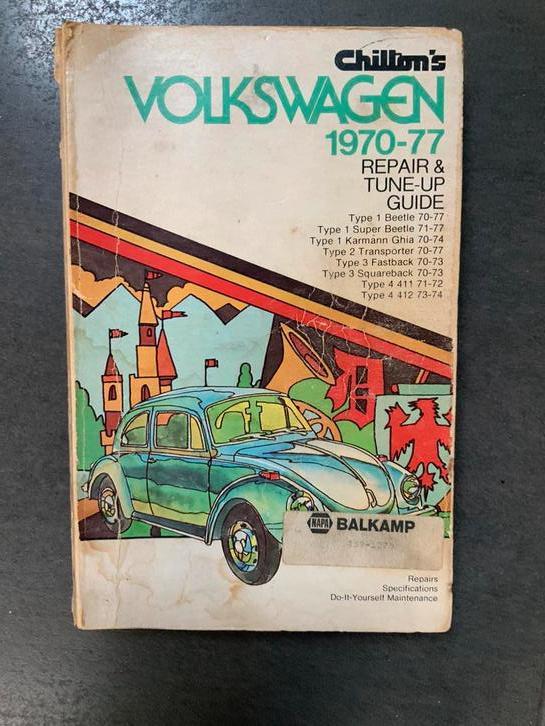 Chilton's
VOLKSWAGEN
1970-77
REPAIR &
TUNE-UP
GUIDE
Type 1 Beetle 70-77
Type 1 Super Beetle 71-77
Type 1 Karmann Ghia 70-74
Type 2 Transporter 70-77
Type 3 Fastback 70-73
Type 3 Squareback 70-73
Type 4 411 71-72
Type 4 412 73-74
NAPA BALKAMP
Repairs
Specifications
Do-It-Yourself Maintenance